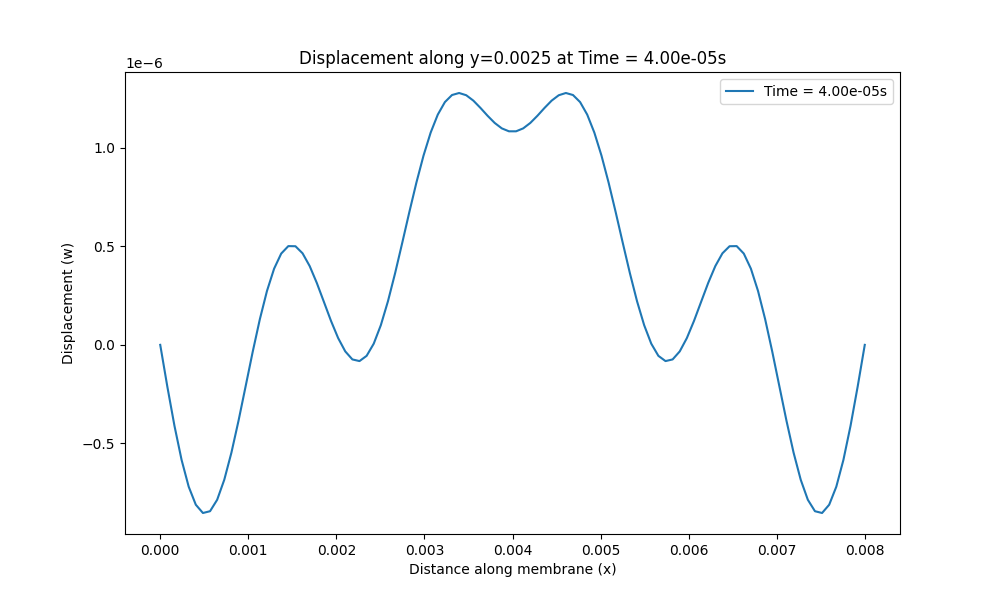 Displacement along y=0.0025 at Time = 4.00e-05s
1e−6
Time = 4.00e-05s
1.0
0.5
0.0
−0.5
Displacement (w)
0.000 0.001 0.002 0.003 0.004 0.005 0.006 0.007 0.008
Distance along membrane (x)